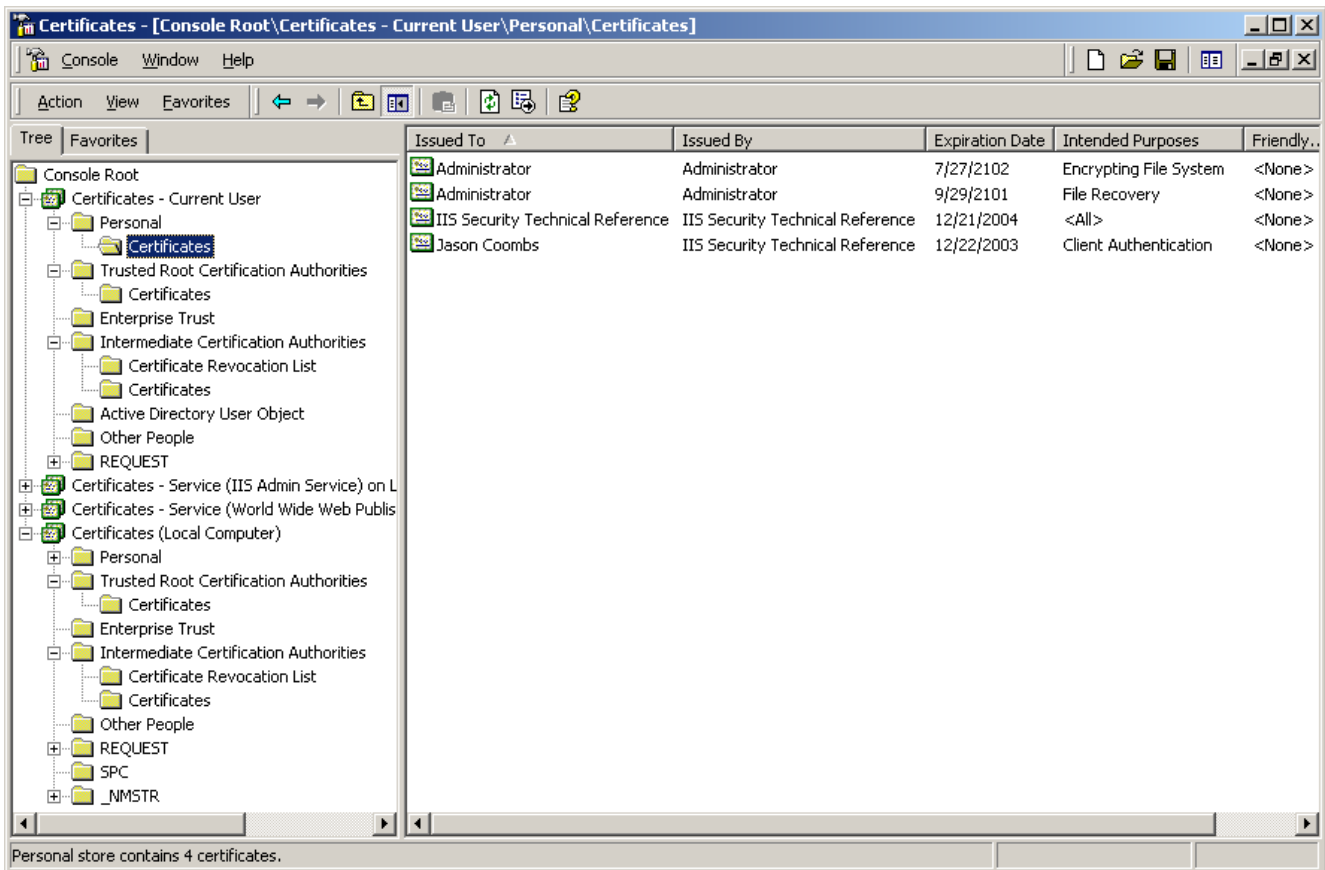 Certificates - [Console Root\Certificates - Current User\Personal\Certificates]
Console Window Help
Action View Favorites
Tree Favorites
Console Root
Certificates - Current User
Personal
Certificates
Trusted Root Certification Authorities
Certificates
Enterprise Trust
Intermediate Certification Authorities
Certificate Revocation List
Certificates
Active Directory User Object
Other People
REQUEST
Certificates - Service (IIS Admin Service) on L
Certificates - Service (World Wide Web Publis
Certificates (Local Computer)
Personal
Trusted Root Certification Authorities
Certificates
Enterprise Trust
Intermediate Certification Authorities
Certificate Revocation List
Certificates
Other People
REQUEST
SPC
_NMSTR
Issued To Issued By Expiration Date Intended Purposes Friendly..
Administrator Administrator 7/27/2102 Encrypting File System <None>
Administrator Administrator 9/29/2101 File Recovery <None>
IIS Security Technical Reference IIS Security Technical Reference 12/21/2004 <All> <None>
Jason Coombs IIS Security Technical Reference 12/22/2003 Client Authentication <None>
Personal store contains 4 certificates.